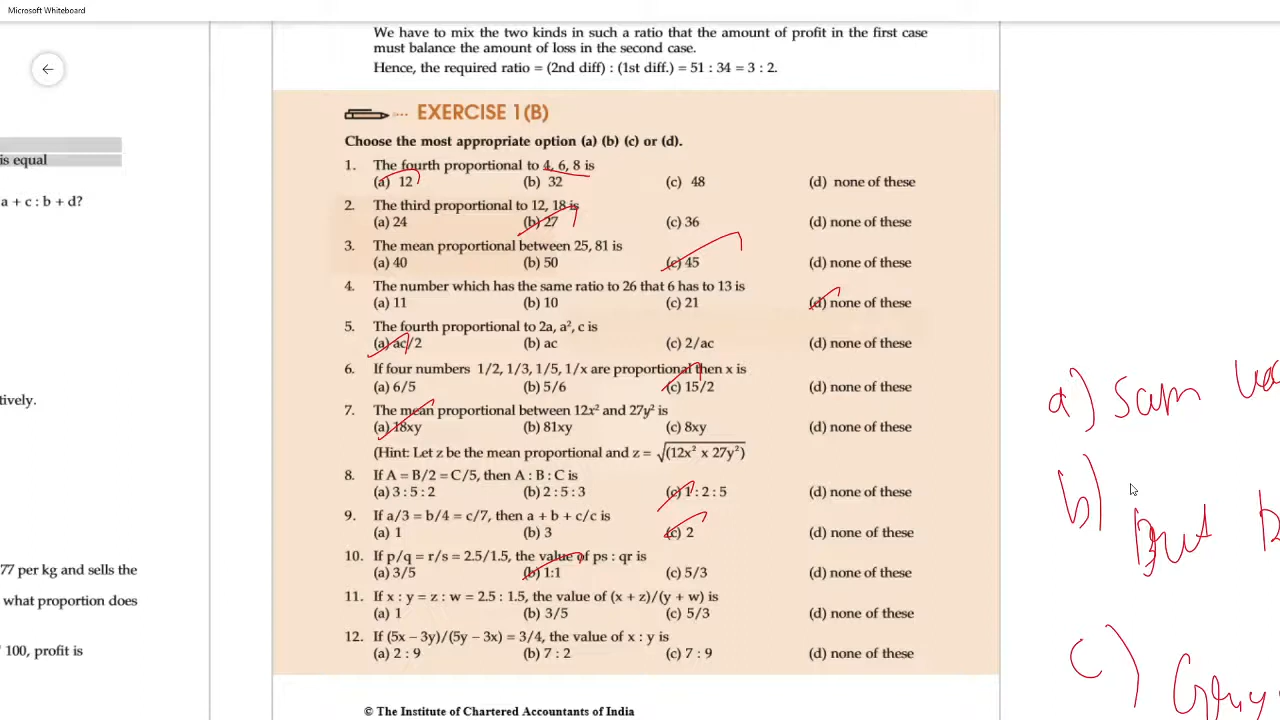 Microsoft Whiteboard
We have to mix the two kinds in such a ratio that the amount of profit in the first case
must balance the amount of loss in the second case.
Hence, the required ratio = (2nd diff) : (1st diff.) = 51 : 34 = 3 : 2.
is equal
a + c : b + d?
tively.
77 per kg and sells the
what proportion does
100, profit is
EXERCISE 1(B)
Choose the most appropriate option (a) (b) (c) or (d).
1. The fourth proportional to 4, 6, 8 is
(a) 12 (b) 32 (c) 48 (d) none of these
2. The third proportional to 12, 18 is
(a) 24 (b) 27 (c) 36 (d) none of these
3. The mean proportional between 25, 81 is
(a) 40 (b) 50 (c) 45 (d) none of these
4. The number which has the same ratio to 26 that 6 has to 13 is
(a) 11 (b) 10 (c) 21 (d) none of these
5. The fourth proportional to 2a, a², c is
(a) ac/2 (b) ac (c) 2/ac (d) none of these
6. If four numbers 1/2, 1/3, 1/5, 1/x are proportional then x is
(a) 6/5 (b) 5/6 (c) 15/2 (d) none of these
7. The mean proportional between 12x² and 27y² is
(a) 18xy (b) 81xy (c) 8xy (d) none of these
(Hint: Let z be the mean proportional and z = √(12x² x 27y²)
8. If A = B/2 = C/5, then A : B : C is
(a) 3 : 5 : 2 (b) 2 : 5 : 3 (c) 1 : 2 : 5 (d) none of these
9. If a/3 = b/4 = c/7, then a + b + c/c is
(a) 1 (b) 3 (c) 2 (d) none of these
10. If p/q = r/s = 2.5/1.5, the value of ps : qr is
(a) 3/5 (b) 1:1 (c) 5/3 (d) none of these
11. If x : y = z : w = 2.5 : 1.5, the value of (x + z)/(y + w) is
(a) 1 (b) 3/5 (c) 5/3 (d) none of these
12. If (5x – 3y)/(5y – 3x) = 3/4, the value of x : y is
(a) 2 : 9 (b) 7 : 2 (c) 7 : 9 (d) none of these
© The Institute of Chartered Accountants of India
a) Sam
b)
c)